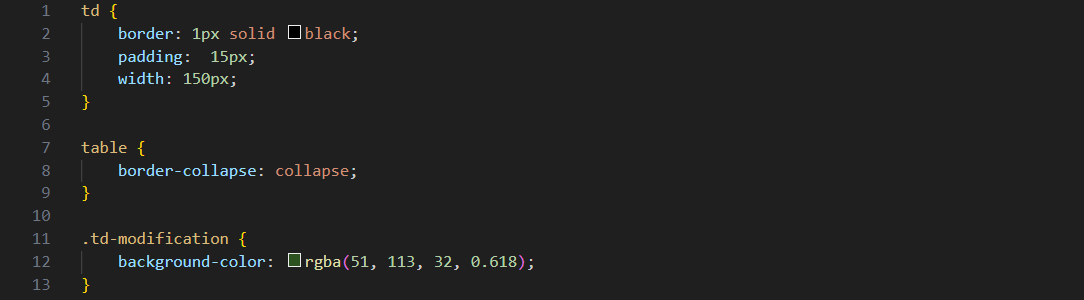 1 td {
2 border: 1px solid black;
3 padding:  15px;
4 width: 150px;
5 }
6
7 table {
8 border-collapse: collapse;
9 }
10
11 .td-modification {
12 background-color: rgba(51, 113, 32, 0.618);
13 }